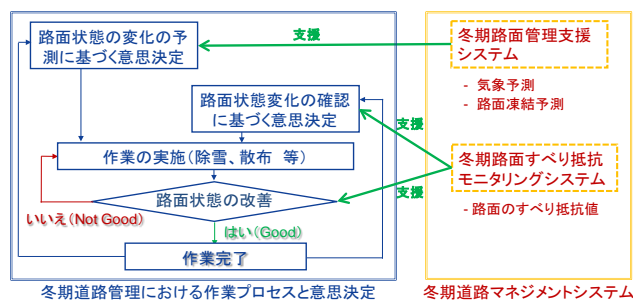 路面状態の変化の予
測に基づく意思決定
支援
冬期路面管理支援
システム
- 気象予測
- 路面凍結予測
路面状態変化の確認
に基づく意思決定
支援
作業の実施(除雪、散布　等)
冬期路面すべり抵抗
モニタリングシステム
支援
路面状態の改善
- 路面のすべり抵抗値
いいえ(Not Good)
はい(Good)
作業完了
冬期道路管理における作業プロセスと意思決定
冬期道路マネジメントシステム